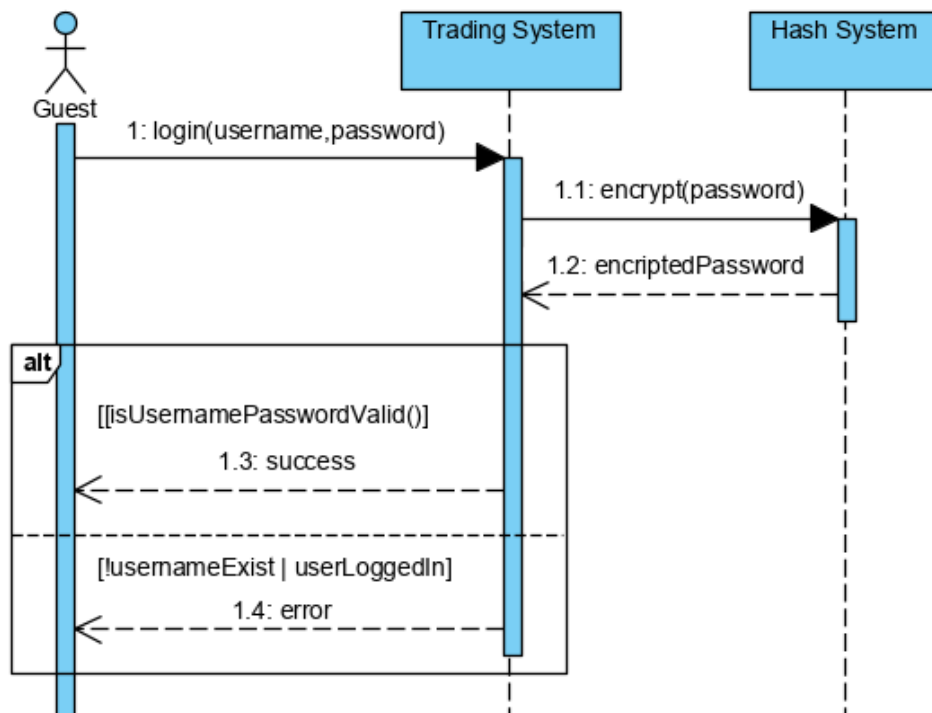 Trading System
Hash System
Guest
1: login(username,password)
1.1: encrypt(password)
1.2: encriptedPassword
alt
[[isUsernamePasswordValid()]
1.3: success
[!usernameExist | userLoggedIn]
1.4: error